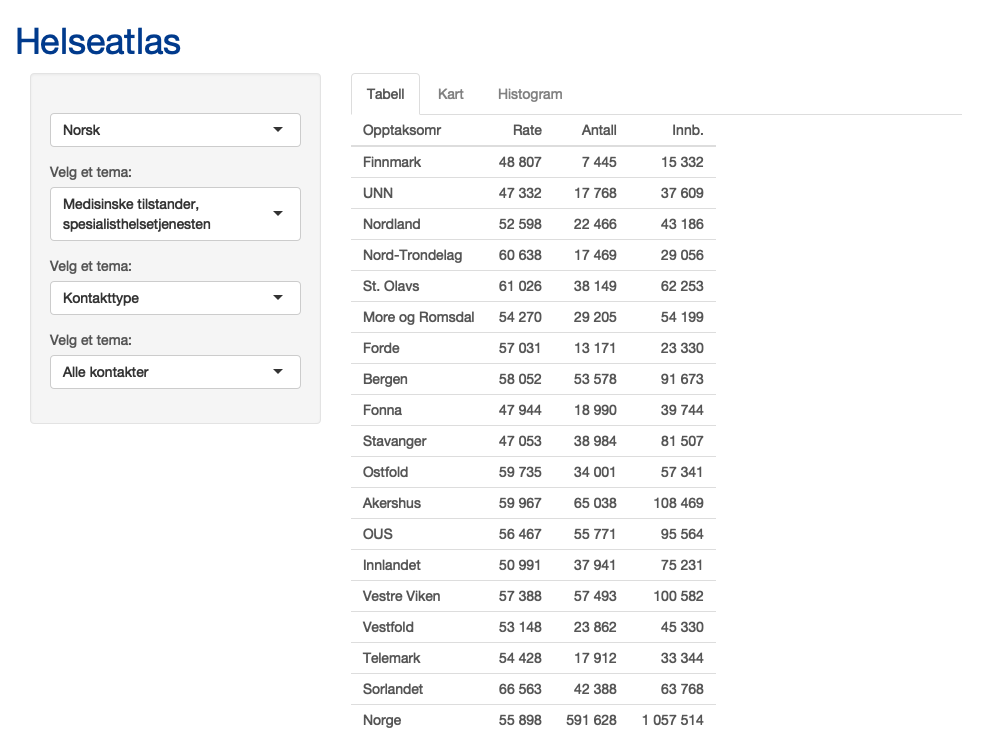 Helseatlas
Norsk
Velg et tema:
Medisinske tilstander,
spesialisthelsetjenesten
Velg et tema:
Kontakttype
Velg et tema:
Alle kontakter
Tabell Kart Histogram
Opptaksomr Rate Antall Innb.
Finnmark 48 807 7 445 15 332
UNN 47 332 17 768 37 609
Nordland 52 598 22 466 43 186
Nord-Trondelag 60 638 17 469 29 056
St. Olavs 61 026 38 149 62 253
More og Romsdal 54 270 29 205 54 199
Forde 57 031 13 171 23 330
Bergen 58 052 53 578 91 673
Fonna 47 944 18 990 39 744
Stavanger 47 053 38 984 81 507
Ostfold 59 735 34 001 57 341
Akershus 59 967 65 038 108 469
OUS 56 467 55 771 95 564
Innlandet 50 991 37 941 75 231
Vestre Viken 57 388 57 493 100 582
Vestfold 53 148 23 862 45 330
Telemark 54 428 17 912 33 344
Sorlandet 66 563 42 388 63 768
Norge 55 898 591 628 1 057 514